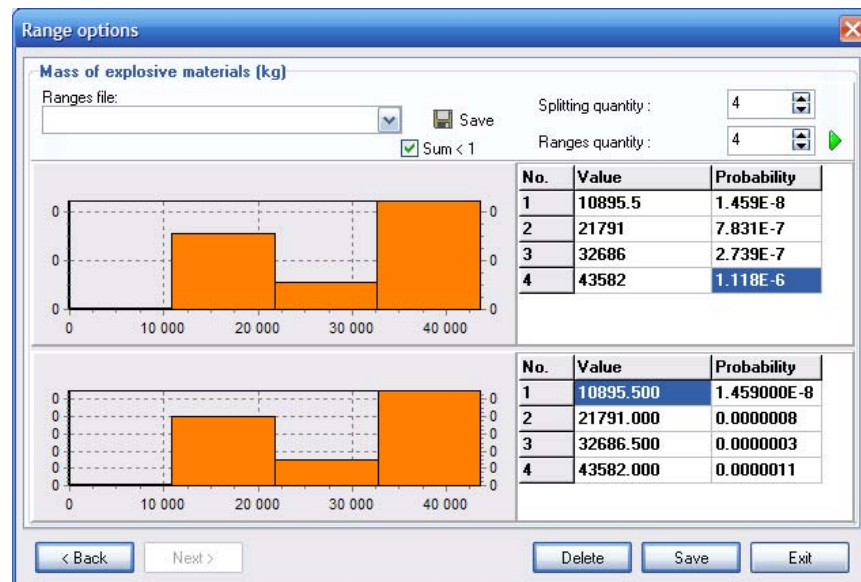 Range options
Mass of explosive materials (kg)
Ranges file:
Save
Sum < 1
Splitting quantity : 4
Ranges quantity : 4
0
0
0
0
0
0
0 10 000 20 000 30 000 40 000
No. Value Probability
1 10895.5 1.459E-8
2 21791 7.831E-7
3 32686 2.739E-7
4 43582 1.118E-6
0 0
0 0
0 0
0 0
0 0
0 0
0 10 000 20 000 30 000 40 000
No. Value Probability
1 10895.500 1.459000E-8
2 21791.000 0.0000008
3 32686.500 0.0000003
4 43582.000 0.0000011
< Back Next > Delete Save Exit